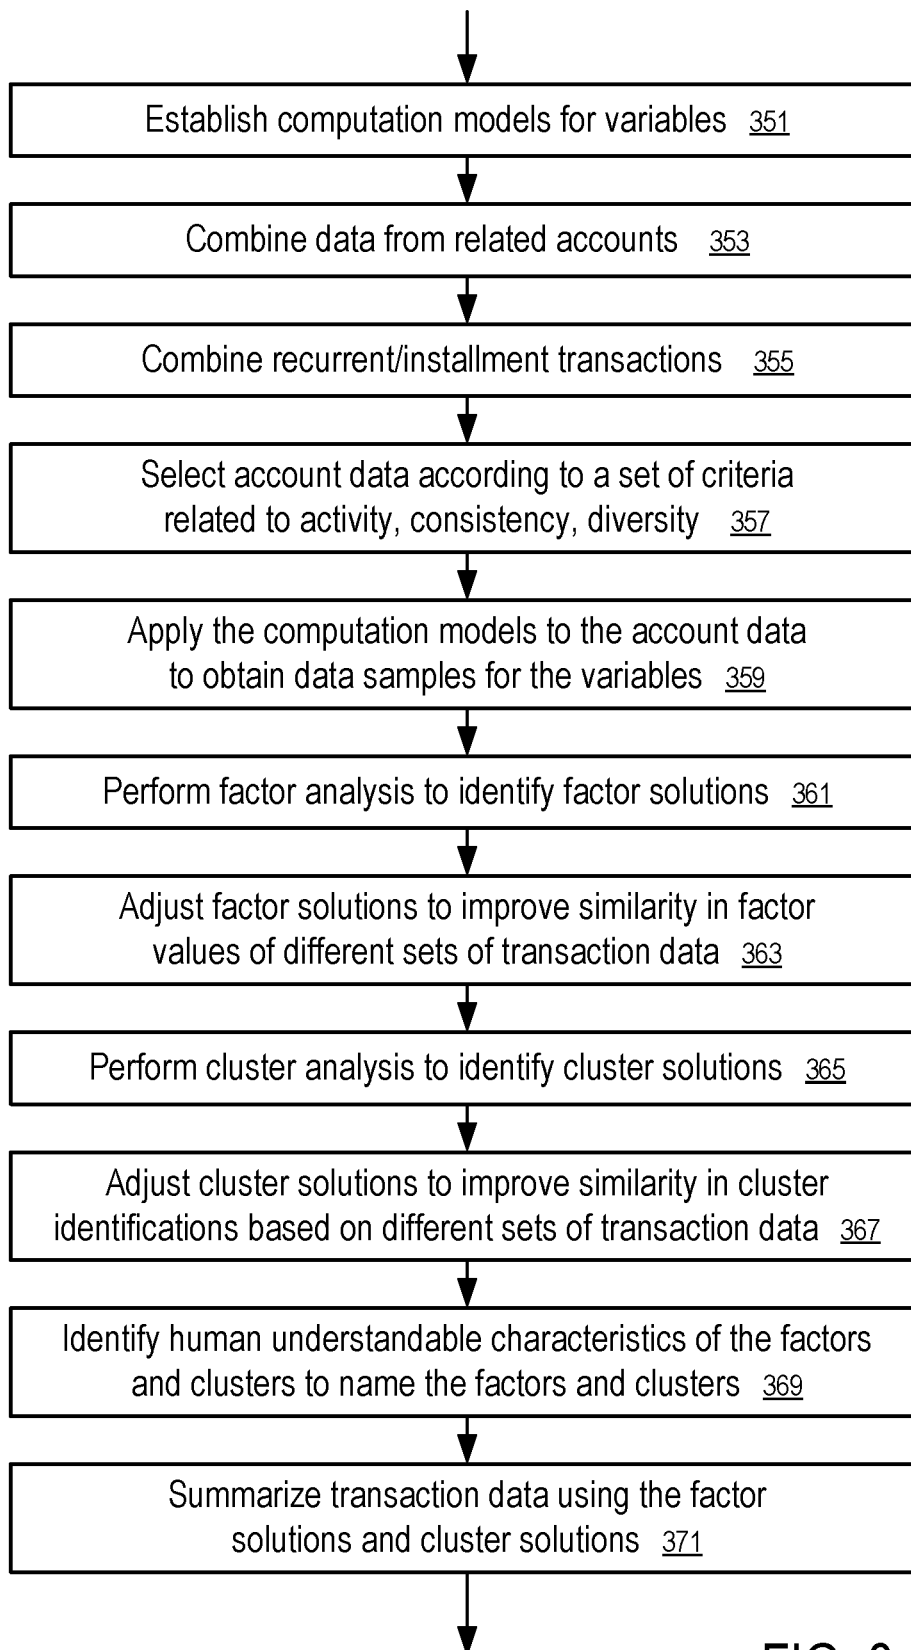 Establish computation models for variables 351
Combine data from related accounts 353
Combine recurrent/installment transactions 355
Select account data according to a set of criteria
related to activity, consistency, diversity 357
Apply the computation models to the account data
to obtain data samples for the variables 359
Perform factor analysis to identify factor solutions 361
Adjust factor solutions to improve similarity in factor
values of different sets of transaction data 363
Perform cluster analysis to identify cluster solutions 365
Adjust cluster solutions to improve similarity in cluster
identifications based on different sets of transaction data 367
Identify human understandable characteristics of the factors
and clusters to name the factors and clusters 369
Summarize transaction data using the factor
solutions and cluster solutions 371
FIG.